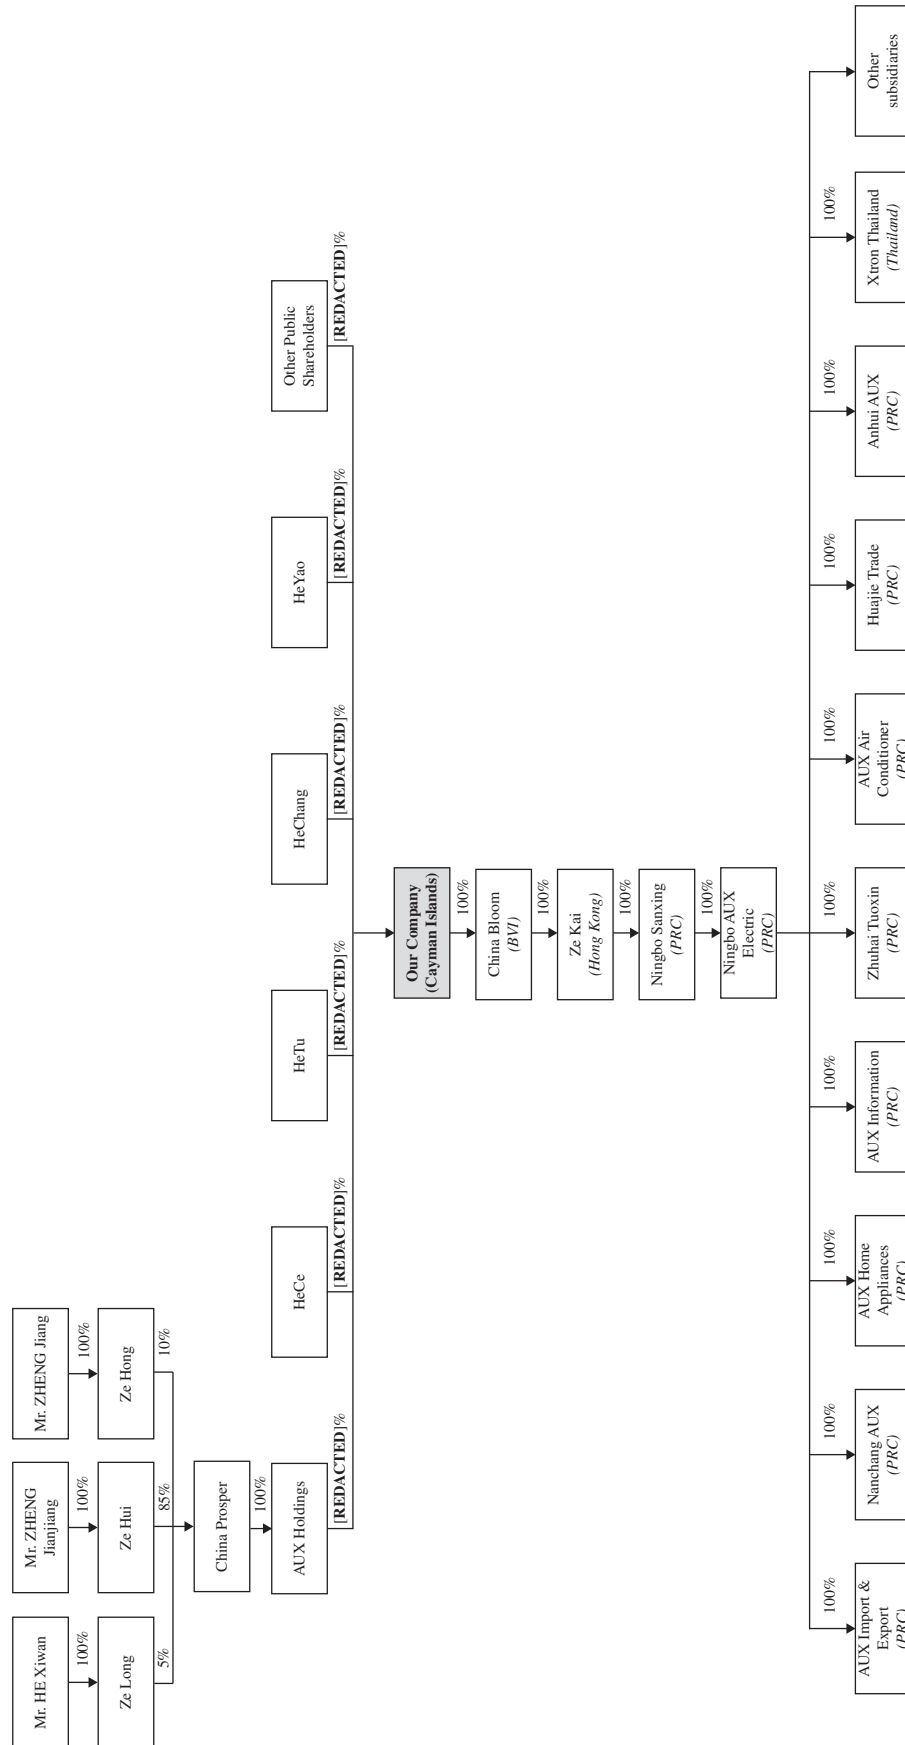 Mr. HE Xiwan
Mr. ZHENG
Jianjiang
Mr. ZHENG Jiang
100%
100%
100%
Ze Long
Ze Hui
Ze Hong
5%
85%
10%
China Prosper
100%
AUX Holdings
HeCe
HeTu
HeChang
HeYao
Other Public
Shareholders
[REDACTED]%
[REDACTED]%
[REDACTED]%
[REDACTED]%
[REDACTED]%
[REDACTED]%
Our Company
(Cayman Islands)
100%
China Bloom
(BVI)
100%
Ze Kai
(Hong Kong)
100%
Ningbo Sanxing
(PRC)
100%
Ningbo AUX
Electric
(PRC)
100%
100%
100%
100%
100%
100%
100%
100%
100%
AUX Import &
Export
(PRC)
Nanchang AUX
(PRC)
AUX Home
Appliances
(PRC)
AUX Information
(PRC)
Zhuhai Tuoxin
(PRC)
AUX Air
Conditioner
(PRC)
Huajie Trade
(PRC)
Anhui AUX
(PRC)
Xtron Thailand
(Thailand)
Other
subsidiaries